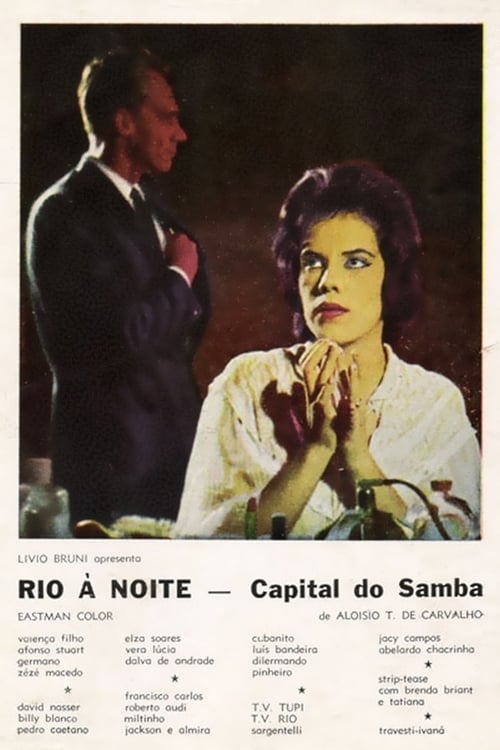 LIVIO BRUNI apresenta
RIO À NOITE — Capital do Samba
EASTMAN COLOR
de ALOISIO T. DE CARVALHO
valença filho
afonso stuart
germano
zézé macedo
★
david nasser
billy blanco
pedro caetano
elza soares
vera lúcia
dalva de andrade
★
francisco carlos
roberto audi
miltinho
jackson e almira
cubanito
luís bandeira
dilermando
pinheiro
★
T.V. TUPI
T.V. RIO
sargentelli
jacy campos
abelardo chacrinha
★
strip-tease
com brenda briant
e tatiana
★
travesti-ivaná